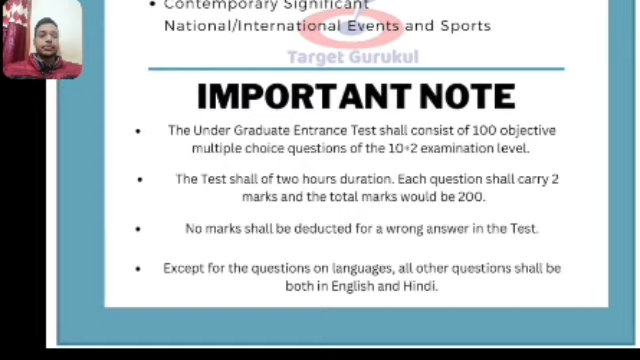 Contemporary Significant
National/International Events and Sports
Target Gurukul
IMPORTANT NOTE
The Under Graduate Entrance Test shall consist of 100 objective
multiple choice questions of the 10+2 examination level.
The Test shall of two hours duration. Each question shall carry 2
marks and the total marks would be 200.
No marks shall be deducted for a wrong answer in the Test.
Except for the questions on languages, all other questions shall be
both in English and Hindi.